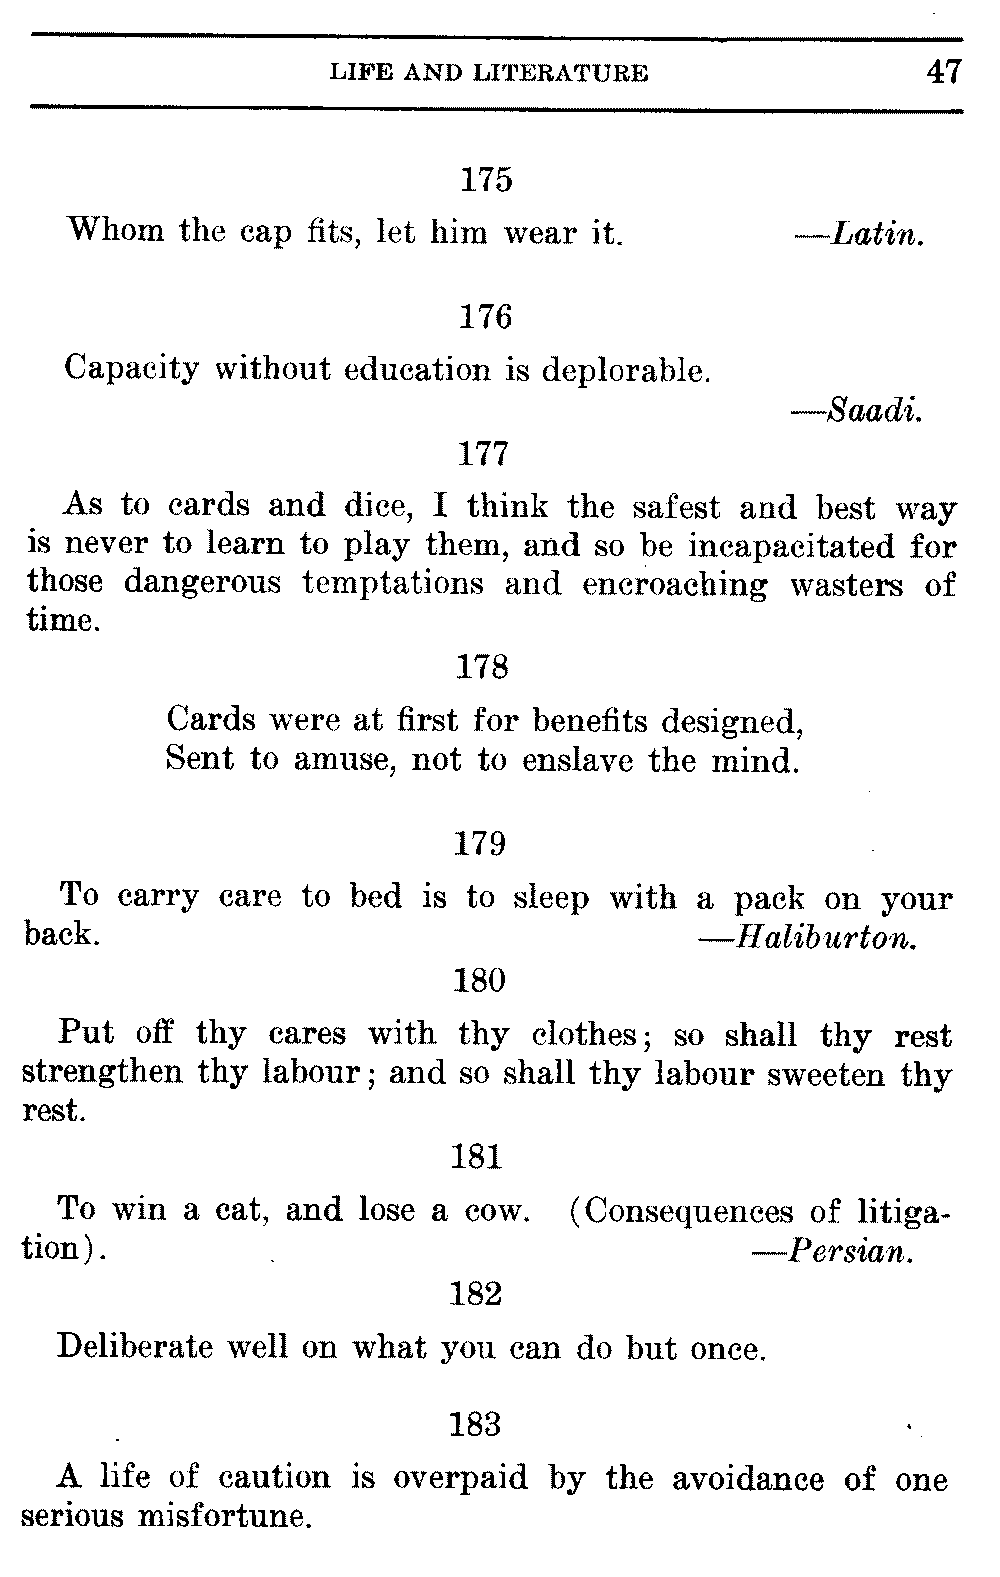 LIFE AND LITERATURE 47
175
Whom the cap fits, let him wear it. —Latin.
176
Capacity without education is deplorable.
—Saadi.
177
As to cards and dice, I think the safest and best way
is never to learn to play them, and so be incapacitated for
those dangerous temptations and encroaching wasters of
time.
178
Cards were at first for benefits designed,
Sent to amuse, not to enslave the mind.
179
To carry care to bed is to sleep with a pack on your
back. —Haliburton.
180
Put off thy cares with thy clothes; so shall thy rest
strengthen thy labour; and so shall thy labour sweeten thy
rest.
181
To win a cat, and lose a cow. (Consequences of litiga-
tion). —Persian.
182
Deliberate well on what you can do but once.
183
A life of caution is overpaid by the avoidance of one
serious misfortune.